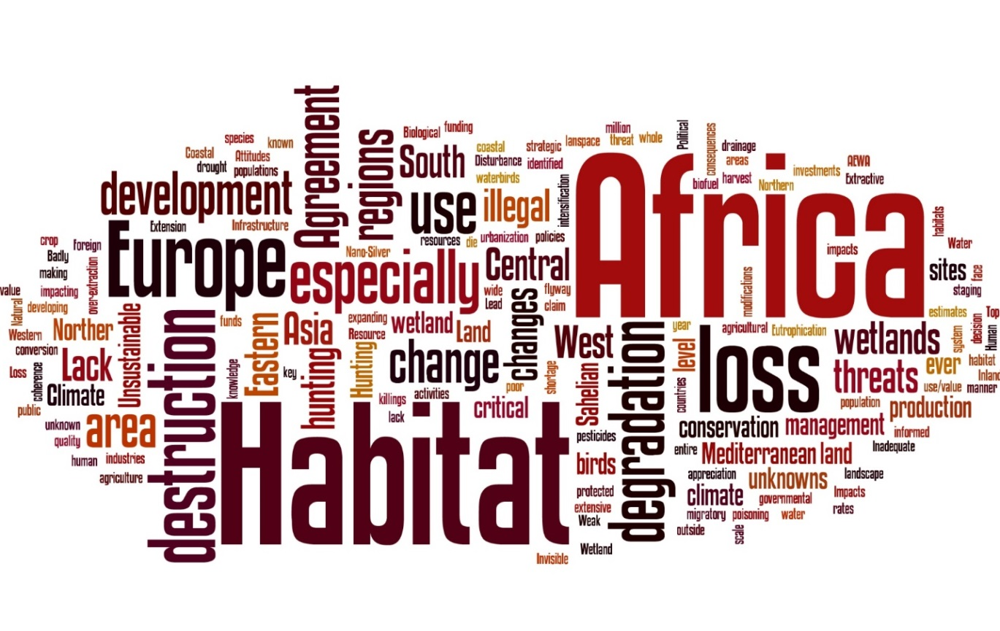 Agreement
species
known
Coastal
Attitudes
drought
populations
development
Extension
Infrastructure
regions
Biological
funding
South
coastal
Disturbance
waterbirds
strategic
identified
lanspace
million
threat
whole
Political
consequences
drainage
areas
biofuel
harvest
Northern
investments
AEWA
Extractive
use
illegal
intensification
resources
die
urbanization
policies
Africa
impacts
modifications
habitats
Water
sites
face
staging
crop
foreign
Badly
making
impacting
over-extraction
value
Natural
developing
Europe
Nano-Silver
especially
Central
wide
flyway
Lead
claim
changes
Western
Norther
conversion
Unsustainable
destruction
funds
Eastern
Asia
expanding
Resource
wetland
Land
West
year
agricultural
Eutrophication
wetlands
estimates
system
decision
Top
Human
Loss
coherence
Lack
Climate
public
knowledge
key
hunting
Hunting
change
poor
shortage
Sahelian
degradation
level
countries
loss
threats
ever
habitat
Inland
use/value
manner
population
production
unknown
area
quality
human
industries
agriculture
killings
activities
lack
critical
conservation
management
informed
Inadequate
Habitat
pesticides
birds
protected
extensive
Weak
Wetland
Invisible
entire
Mediterranean land
appreciation
unknowns
landscape
climate
governmental
Impacts
migratory
poisoning
water
rates
outside
scale